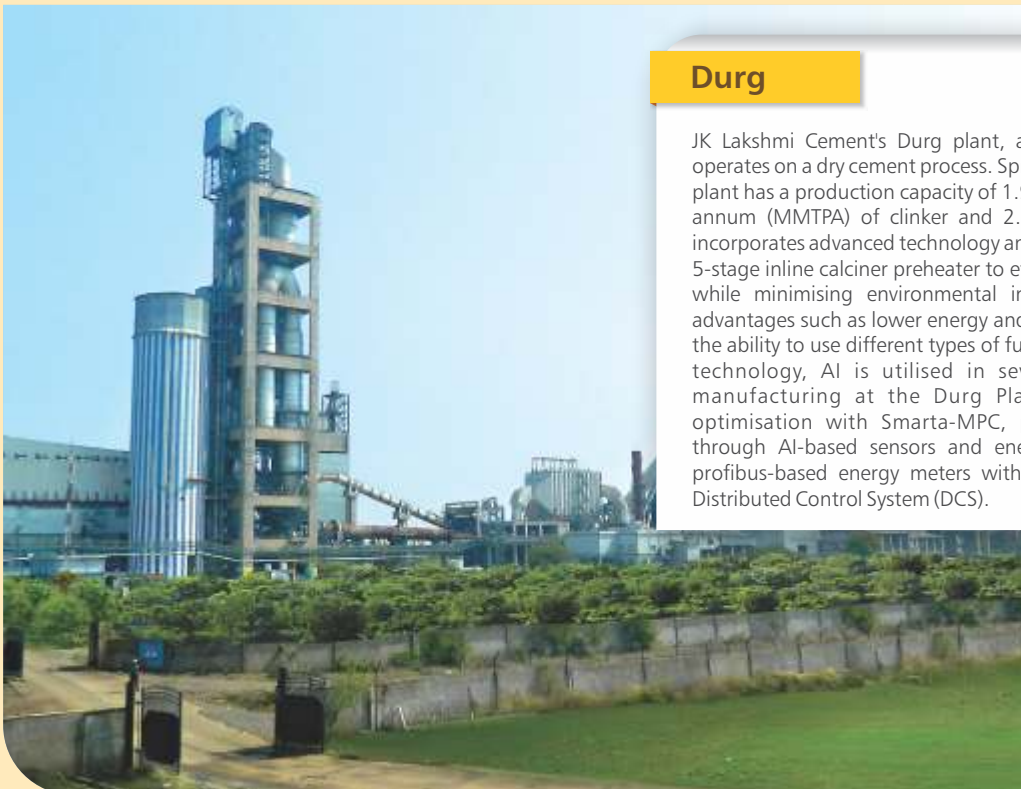 Durg
JK Lakshmi Cement's Durg plant, a
operates on a dry cement process. Sp
plant has a production capacity of 1.
annum (MMTPA) of clinker and 2.
incorporates advanced technology an
5-stage inline calciner preheater to e
while minimising environmental i
advantages such as lower energy and
the ability to use different types of fu
technology, AI is utilised in sev
manufacturing at the Durg Pla
optimisation with Smarta-MPC,
through AI-based sensors and ene
profibus-based energy meters with
Distributed Control System (DCS).